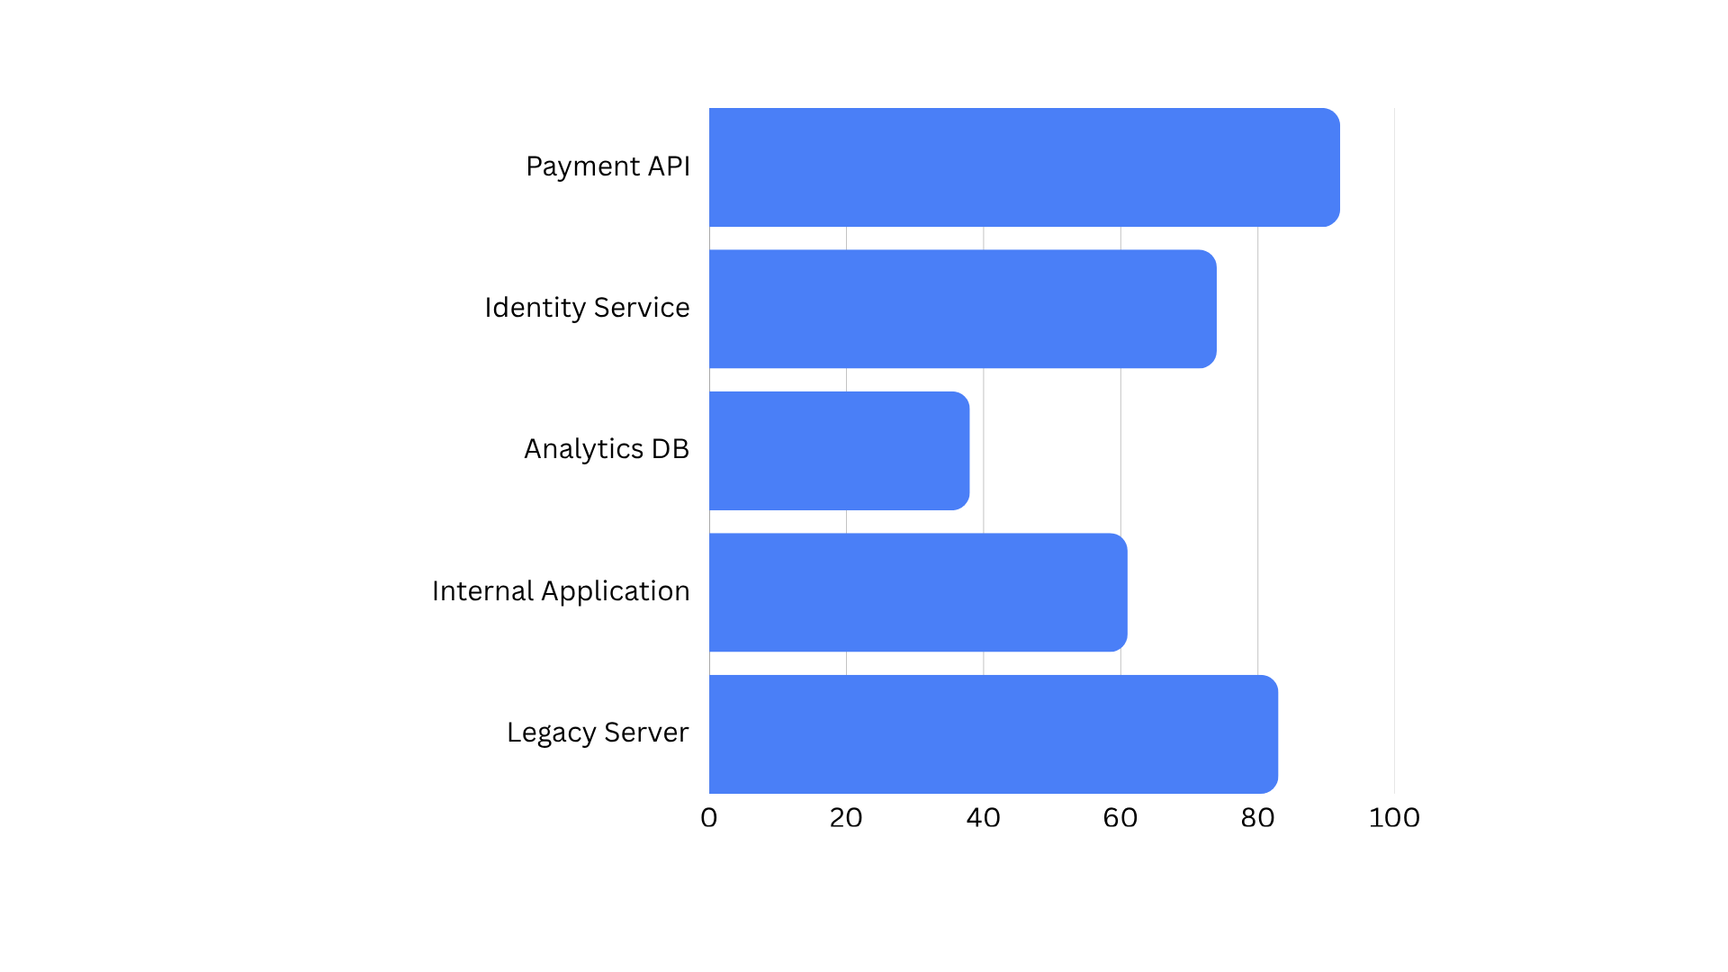 Payment API
Identity Service
Analytics DB
Internal Application
Legacy Server
0 20 40 60 80 100